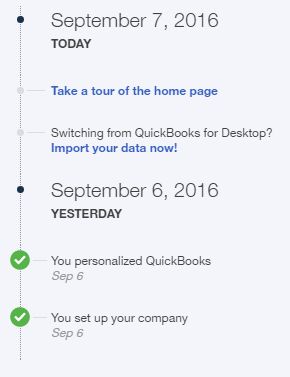 September 7, 2016
TODAY
Take a tour of the home page
Switching from QuickBooks for Desktop?
Import your data now!
September 6, 2016
YESTERDAY
You personalized QuickBooks
Sep 6
You set up your company
Sep 6